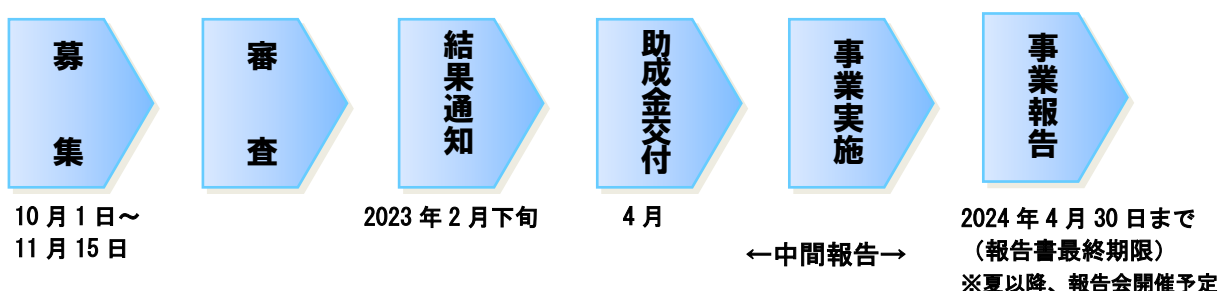 募集
審査
結果通知
助成金交付
事業実施
事業報告
10月1日～
11月15日
2023年2月下旬
4月
←中間報告→
2024年4月30日まで
（報告書最終期限）
※夏以降、報告会開催予定